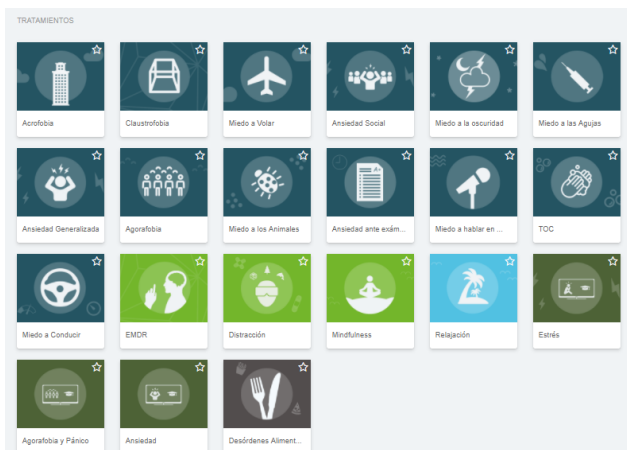 TRATAMIENTOS
Acrofobia
Claustrofobia
Miedo a Volar
Ansiedad Social
Miedo a la oscuridad
Miedo a las Agujas
Ansiedad Generalizada
Agorafobia
Miedo a los Animales
Ansiedad ante exám...
Miedo a hablar en ...
TOC
Miedo a Conducir
EMDR
Distracción
Mindfulness
Relajación
Estrés
Agorafobia y Pánico
Ansiedad
Desórdenes Aliment...